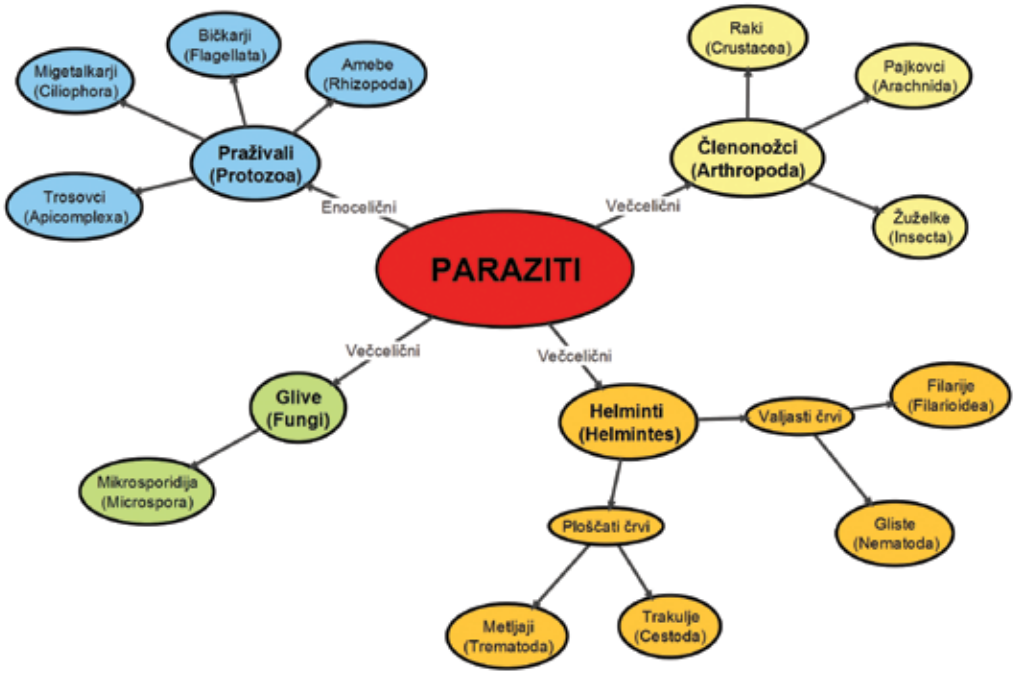 Bičkarji
(Flagellata)
Migetalkarji
(Ciliophora)
Amebe
(Rhizopoda)
Praživali
(Protozoa)
Trosovci
(Apicomplexa)
Enocelični
Raki
(Crustacea)
Pajkovci
(Arachnida)
Členonožci
(Arthropoda)
Žuželke
(Insecta)
Večcelični
PARAZITI
Večcelični
Glive
(Fungi)
Mikrosporidija
(Microspora)
Večcelični
Helminti
(Helmintes)
Valjasti črvi
Filarije
(Filarioidea)
Gliste
(Nematoda)
Ploščati črvi
Metljaji
(Trematoda)
Trakulje
(Cestoda)